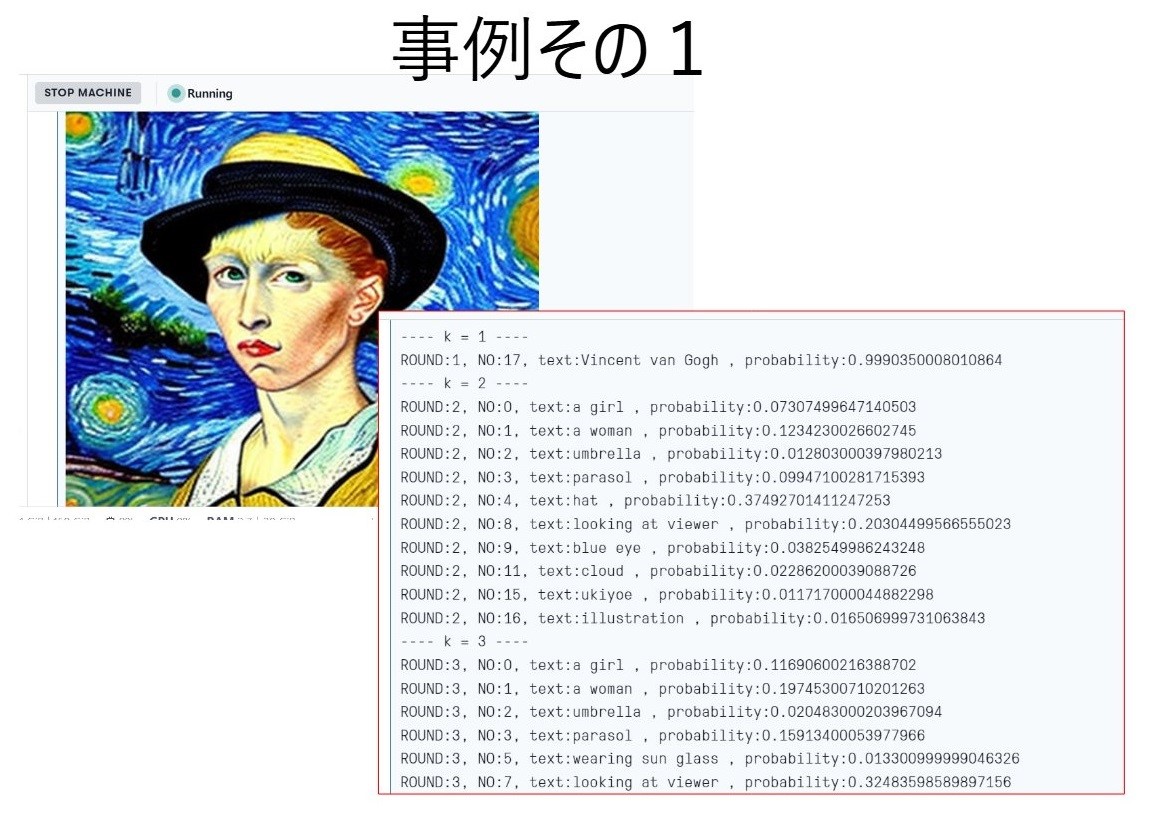 事例その1
STOP MACHINE
Running
---- k = 1 ----
ROUND:1, NO:17, text:Vincent van Gogh , probability:0.9990350008010864
---- k = 2 ----
ROUND:2, NO:0, text:a girl , probability:0.07307499647140503
ROUND:2, NO:1, text:a woman , probability:0.1234230026602745
ROUND:2, NO:2, text:umbrella , probability:0.012803000397980213
ROUND:2, NO:3, text:parasol , probability:0.09947100281715393
ROUND:2, NO:4, text:hat , probability:0.37492701411247253
ROUND:2, NO:8, text:looking at viewer , probability:0.20304499566555023
ROUND:2, NO:9, text:blue eye , probability:0.0382549986243248
ROUND:2, NO:11, text:cloud , probability:0.02286200039088726
ROUND:2, NO:15, text:ukiyoe , probability:0.011717000044882298
ROUND:2, NO:16, text:illustration , probability:0.016506999731063843
---- k = 3 ----
ROUND:3, NO:0, text:a girl , probability:0.11690600216388702
ROUND:3, NO:1, text:a woman , probability:0.19745300710201263
ROUND:3, NO:2, text:umbrella , probability:0.020483000203967094
ROUND:3, NO:3, text:parasol , probability:0.15913400053977966
ROUND:3, NO:5, text:wearing sun glass , probability:0.013300999999046326
ROUND:3, NO:7, text:looking at viewer , probability:0.32483598589897156